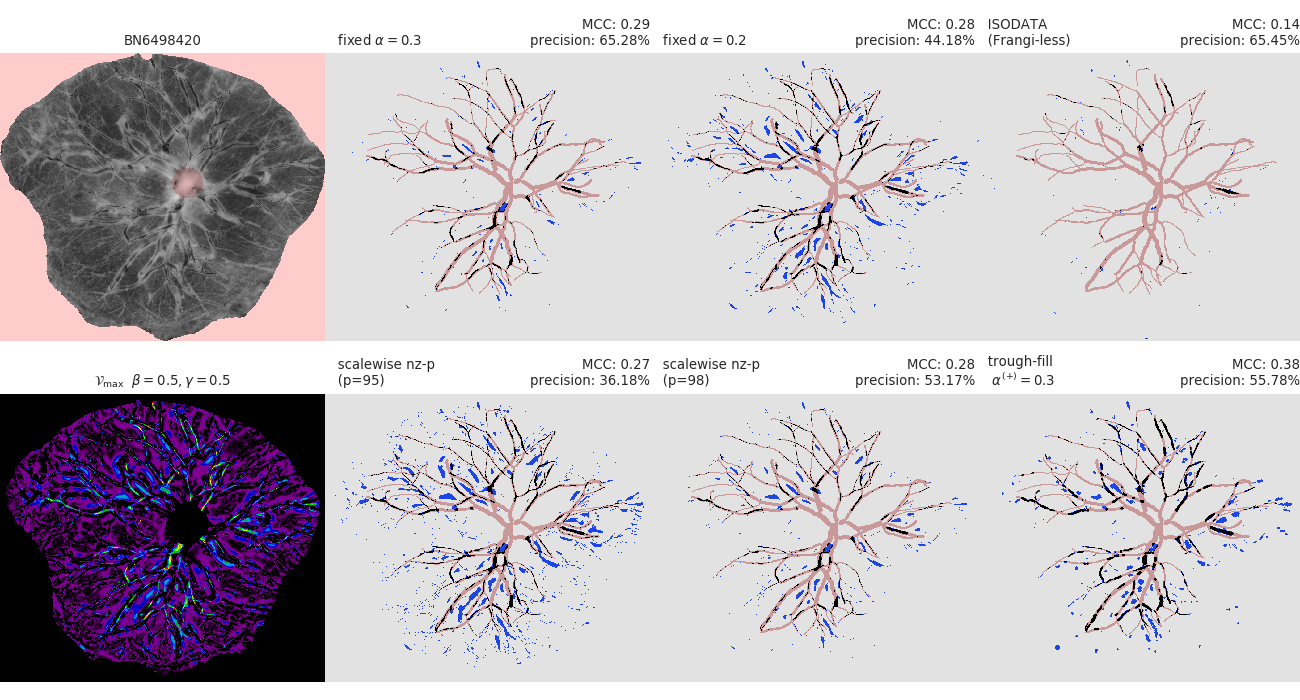 BN6498420
fixed α = 0.3
MCC: 0.29
precision: 65.28%
fixed α = 0.2
MCC: 0.28
precision: 44.18%
ISODATA
(Frangi-less)
MCC: 0.14
precision: 65.45%
𝒱max β = 0.5, γ = 0.5
scalewise nz-p
(p=95)
MCC: 0.27
precision: 36.18%
scalewise nz-p
(p=98)
MCC: 0.28
precision: 53.17%
trough-fill
α(+) = 0.3
MCC: 0.38
precision: 55.78%